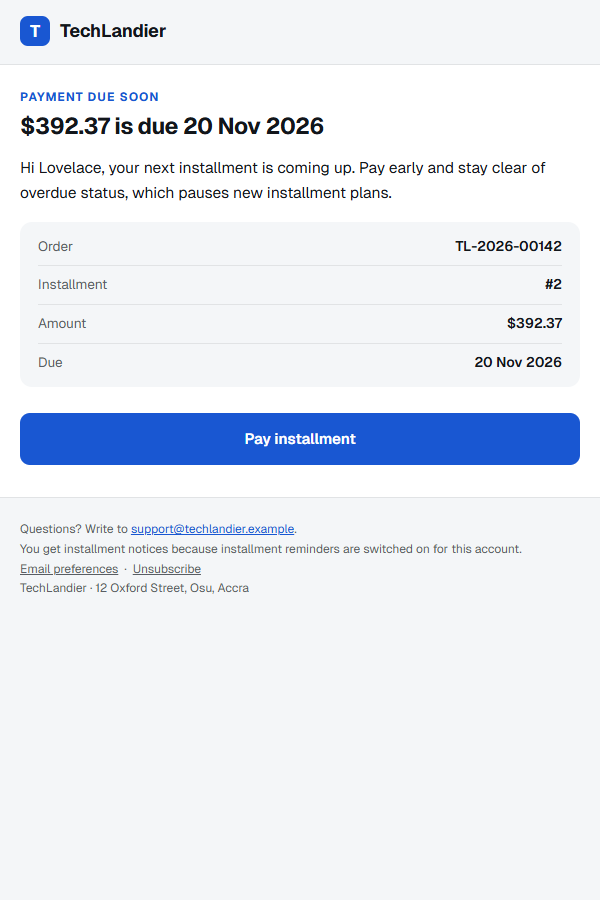 T TechLandier
PAYMENT DUE SOON
$392.37 is due 20 Nov 2026
Hi Lovelace, your next installment is coming up. Pay early and stay clear of
overdue status, which pauses new installment plans.
Order TL-2026-00142
Installment #2
Amount $392.37
Due 20 Nov 2026
Pay installment
Questions? Write to support@techlandier.example.
You get installment notices because installment reminders are switched on for this account.
Email preferences · Unsubscribe
TechLandier · 12 Oxford Street, Osu, Accra